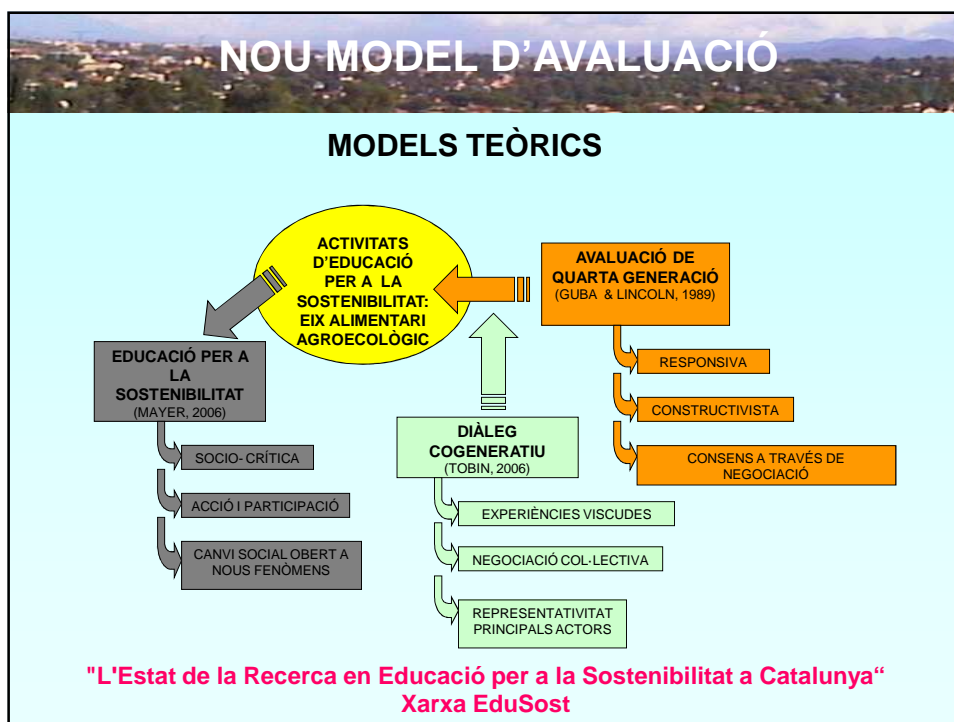 NOU MODEL D’AVALUACIÓ
MODELS TEÒRICS
ACTIVITATS
D’EDUCACIÓ
PER A LA
SOSTENIBILITAT:
EIX ALIMENTARI
AGROECOLÒGIC
AVALUACIÓ DE
QUARTA GENERACIÓ
(GUBA & LINCOLN, 1989)
RESPONSIVA
CONSTRUCTIVISTA
CONSENS A TRAVÉS DE
NEGOCIACIÓ
EDUCACIÓ PER A
LA
SOSTENIBILITAT
(MAYER, 2006)
SOCIO- CRÍTICA
ACCIÓ I PARTICIPACIÓ
CANVI SOCIAL OBERT A
NOUS FENÒMENS
DIÀLEG
COGENERATIU
(TOBIN, 2006)
EXPERIÈNCIES VISCUDES
NEGOCIACIÓ COL·LECTIVA
REPRESENTATIVITAT
PRINCIPALS ACTORS
"L'Estat de la Recerca en Educació per a la Sostenibilitat a Catalunya“
Xarxa EduSost